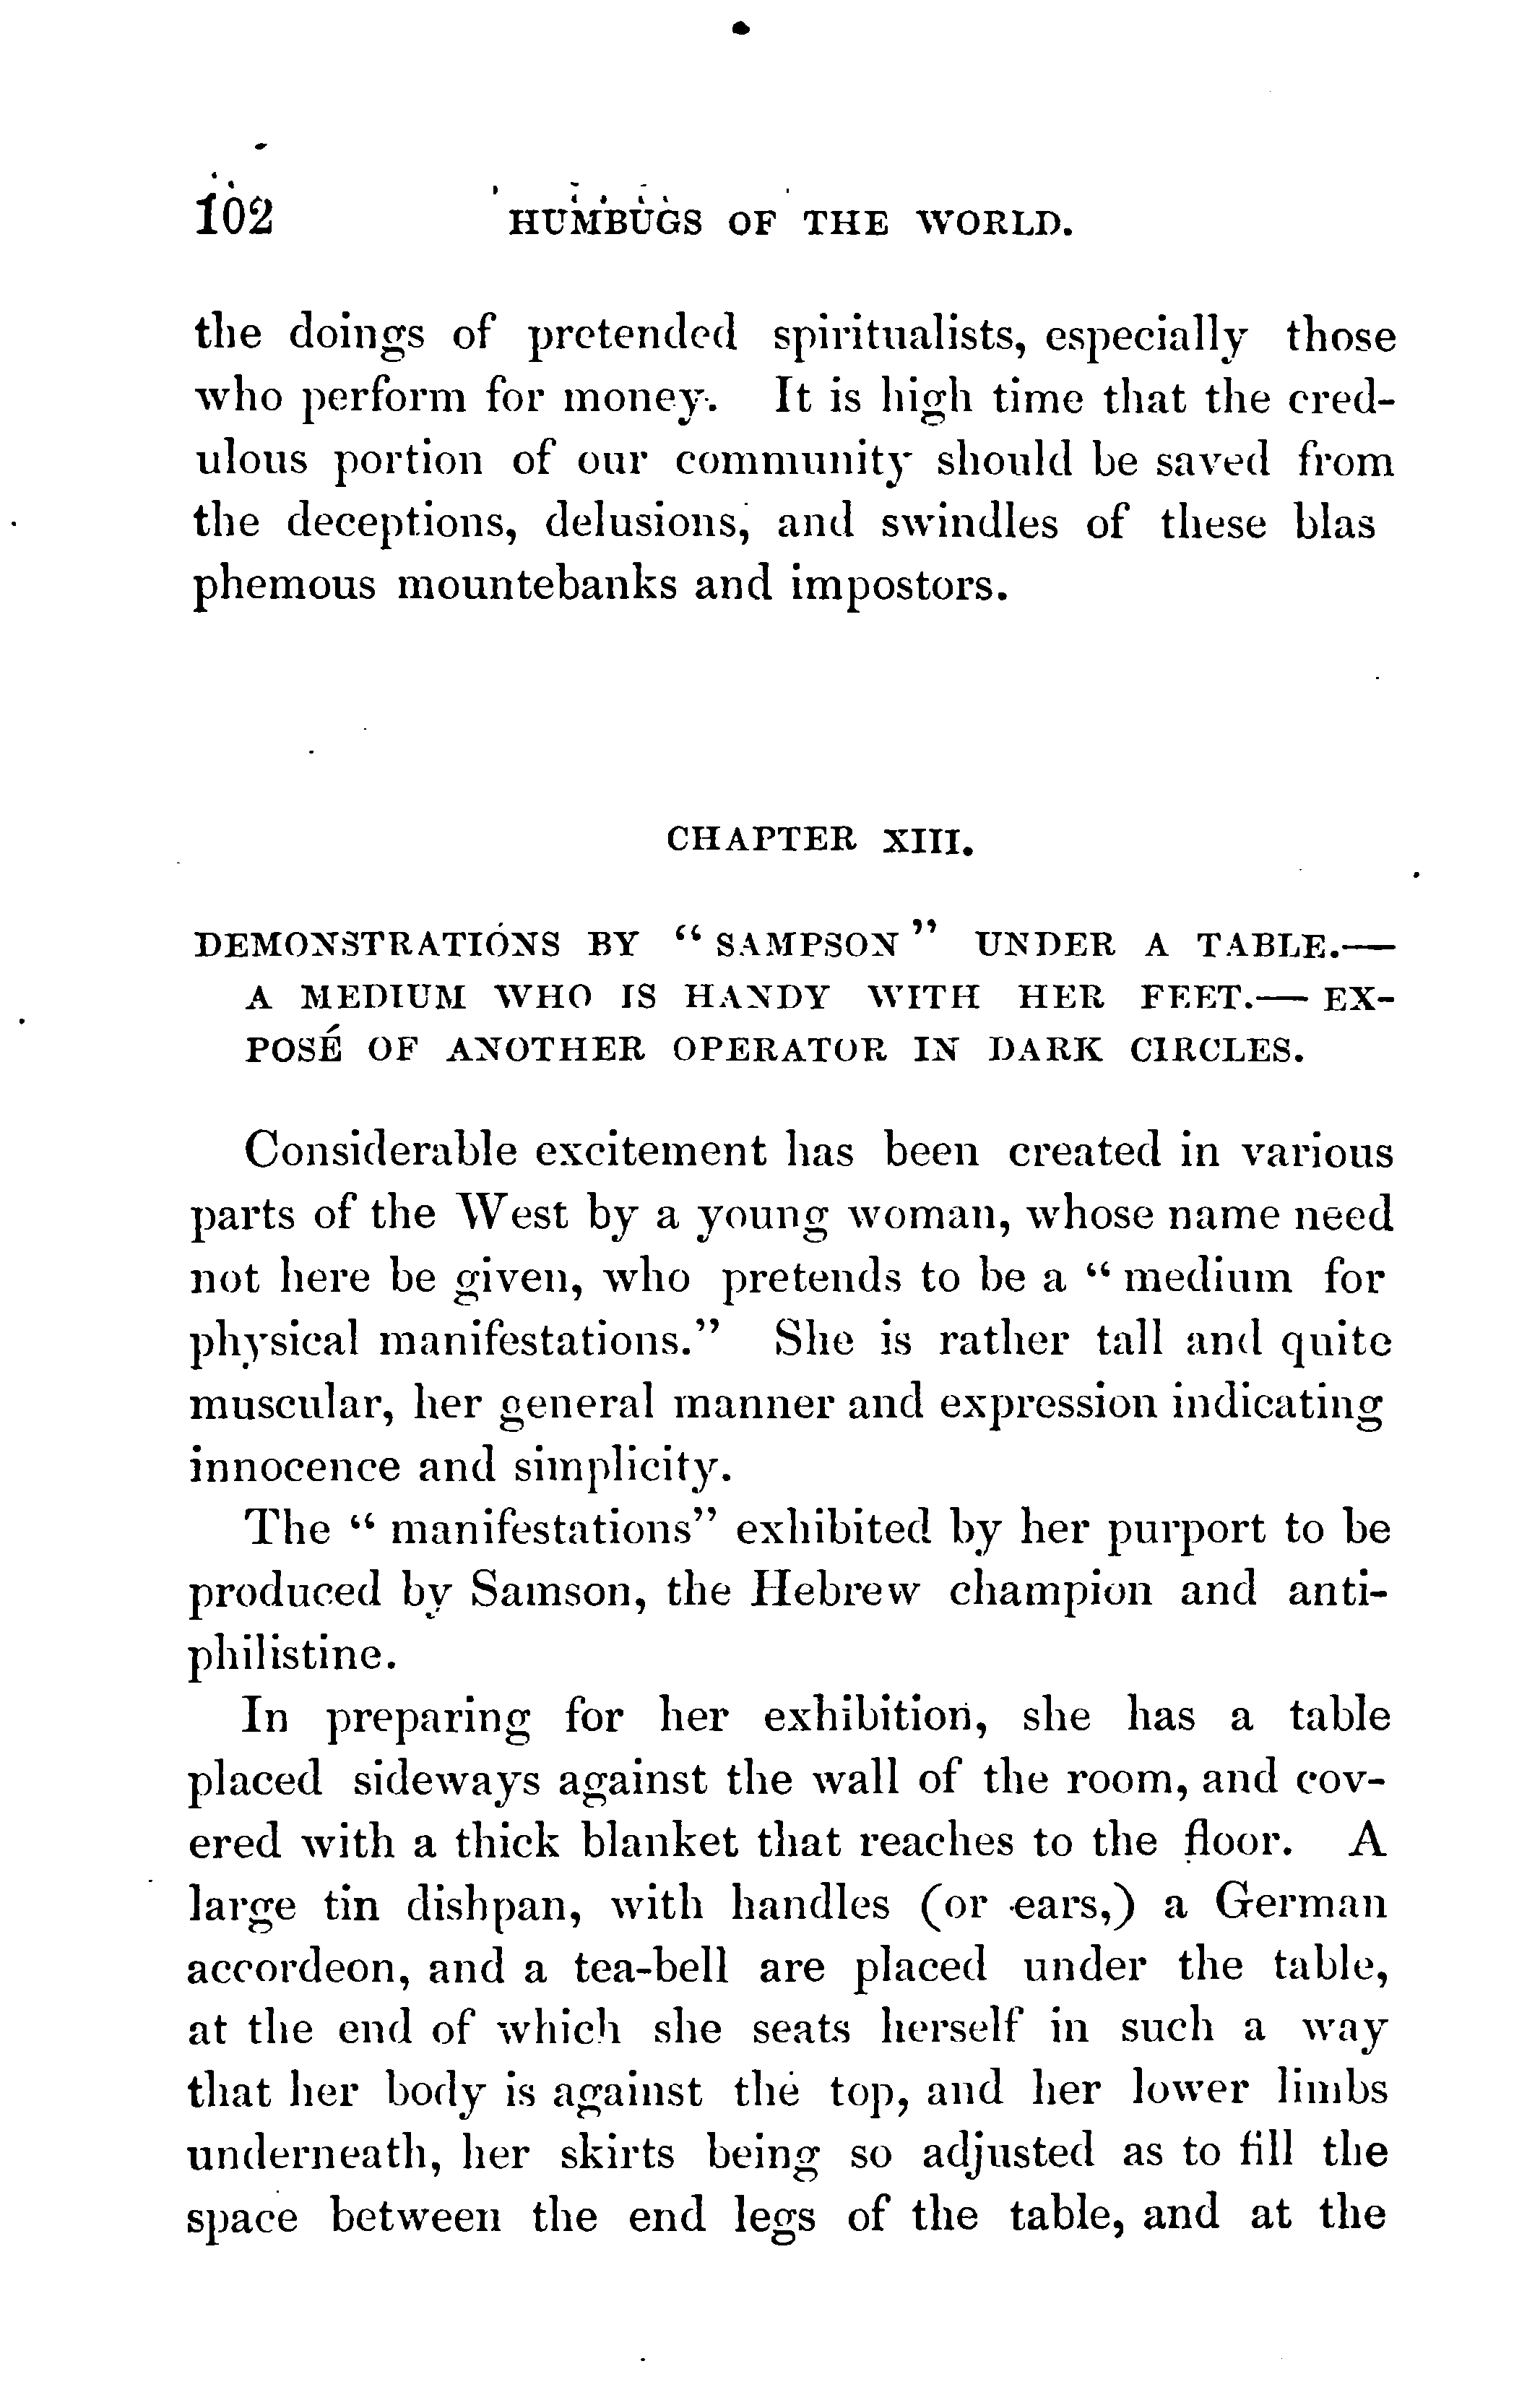 102 HUMBUGS OF THE WORLD.
the doings of pretended spiritualists, especially those
who perform for money. It is high time that the cred-
ulous portion of our community should be saved from
the deceptions, delusions, and swindles of these blas
phemous mountebanks and impostors.
CHAPTER XIII.
DEMONSTRATIONS BY “ SAMPSON ” UNDER A TABLE.—
A MEDIUM WHO IS HANDY WITH HER FEET.— EX-
POSÉ OF ANOTHER OPERATOR IN DARK CIRCLES.
Considerable excitement has been created in various
parts of the West by a young woman, whose name need
not here be given, who pretends to be a “ medium for
physical manifestations.” She is rather tall and quite
muscular, her general manner and expression indicating
innocence and simplicity.
The “ manifestations” exhibited by her purport to be
produced by Samson, the Hebrew champion and anti-
philistine.
In preparing for her exhibition, she has a table
placed sideways against the wall of the room, and cov-
ered with a thick blanket that reaches to the floor. A
large tin dishpan, with handles (or ears,) a German
accordeon, and a tea-bell are placed under the table,
at the end of which she seats herself in such a way
that her body is against the top, and her lower limbs
underneath, her skirts being so adjusted as to fill the
space between the end legs of the table, and at the